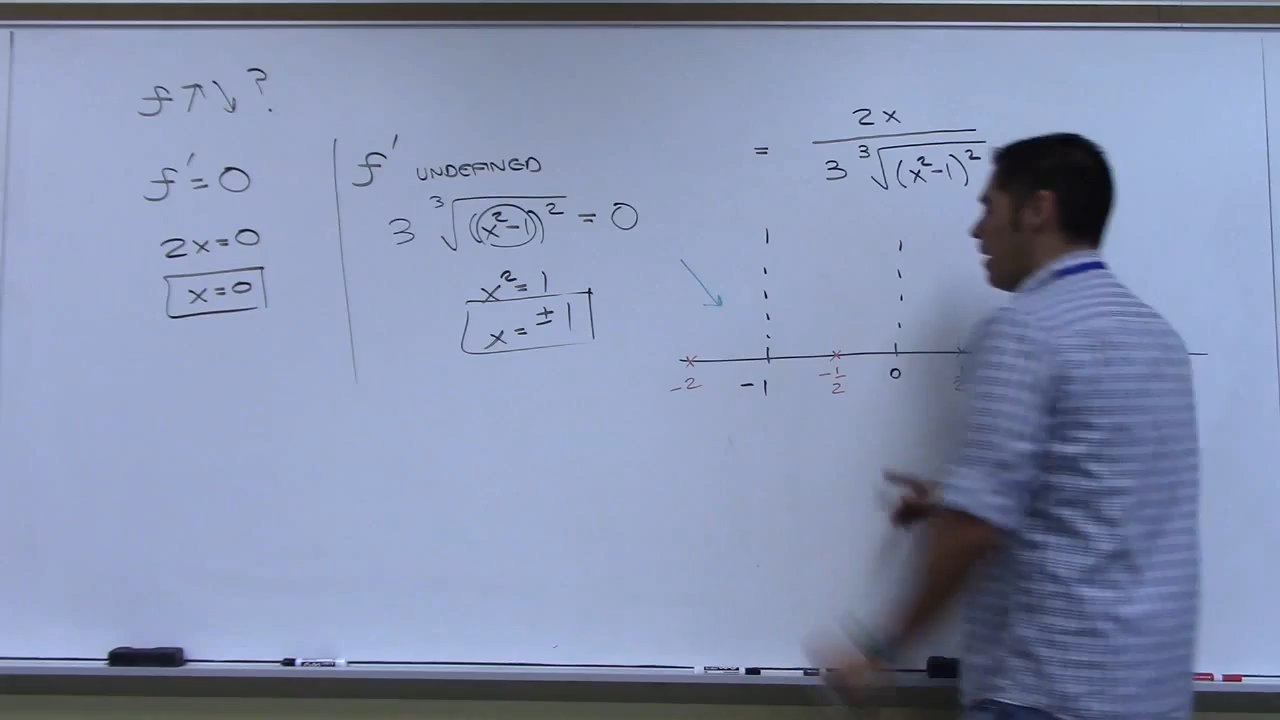 f ↑ ↓ ?
f' = 0
2x = 0
x = 0
f' UNDEFINED
3 ∛(x²-1)² = 0
x² = 1
x = ± 1
= 2x / 3 ∛(x²-1)²
-2 -1 -1/2 0